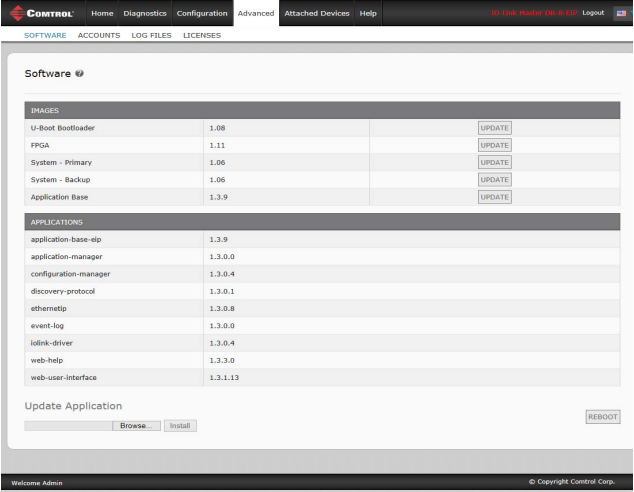 COMTROL Home Diagnostics Configuration Advanced Attached Devices Help IO-Link Master DR-8-EIP Logout
SOFTWARE ACCOUNTS LOG FILES LICENSES
Software ?
IMAGES
U-Boot Bootloader 1.08 UPDATE
FPGA 1.11 UPDATE
System - Primary 1.06 UPDATE
System - Backup 1.06 UPDATE
Application Base 1.3.9 UPDATE
APPLICATIONS
application-base-eip 1.3.9
application-manager 1.3.0.0
configuration-manager 1.3.0.4
discovery-protocol 1.3.0.1
ethernetip 1.3.0.8
event-log 1.3.0.0
iolink-driver 1.3.0.4
web-help 1.3.3.0
web-user-interface 1.3.1.13
Update Application
Browse... Install REBOOT
Welcome Admin © Copyright Comtrol Corp.